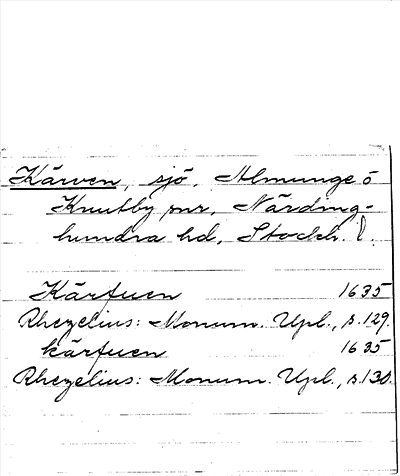 Kärven, sjö, Almunge o
Knutby snr, Närding-
hundra hd, Stockh. l.
Kärfuen 1635
Rhezelius: Monum. Upl., s. 129.
kärfuen 1635
Rhezelius: Monum. Upl., s. 130.